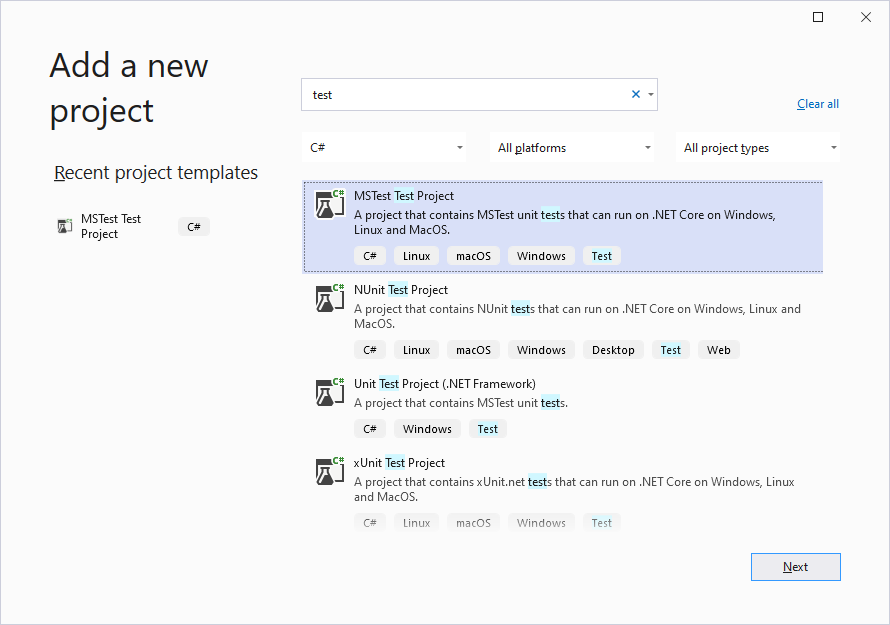 Add a new
project
Recent project templates
MSTest Test
Project
C#
test
Clear all
C#
All platforms
All project types
C#
MSTest Test Project
A project that contains MSTest unit tests that can run on .NET Core on Windows,
Linux and MacOS.
C# Linux macOS Windows Test
C#
NUnit Test Project
A project that contains NUnit tests that can run on .NET Core on Windows, Linux and
MacOS.
C# Linux macOS Windows Desktop Test Web
C#
Unit Test Project (.NET Framework)
A project that contains MSTest unit tests.
C# Windows Test
C#
xUnit Test Project
A project that contains xUnit.net tests that can run on .NET Core on Windows, Linux
and MacOS.
C# Linux macOS Windows Test
Next